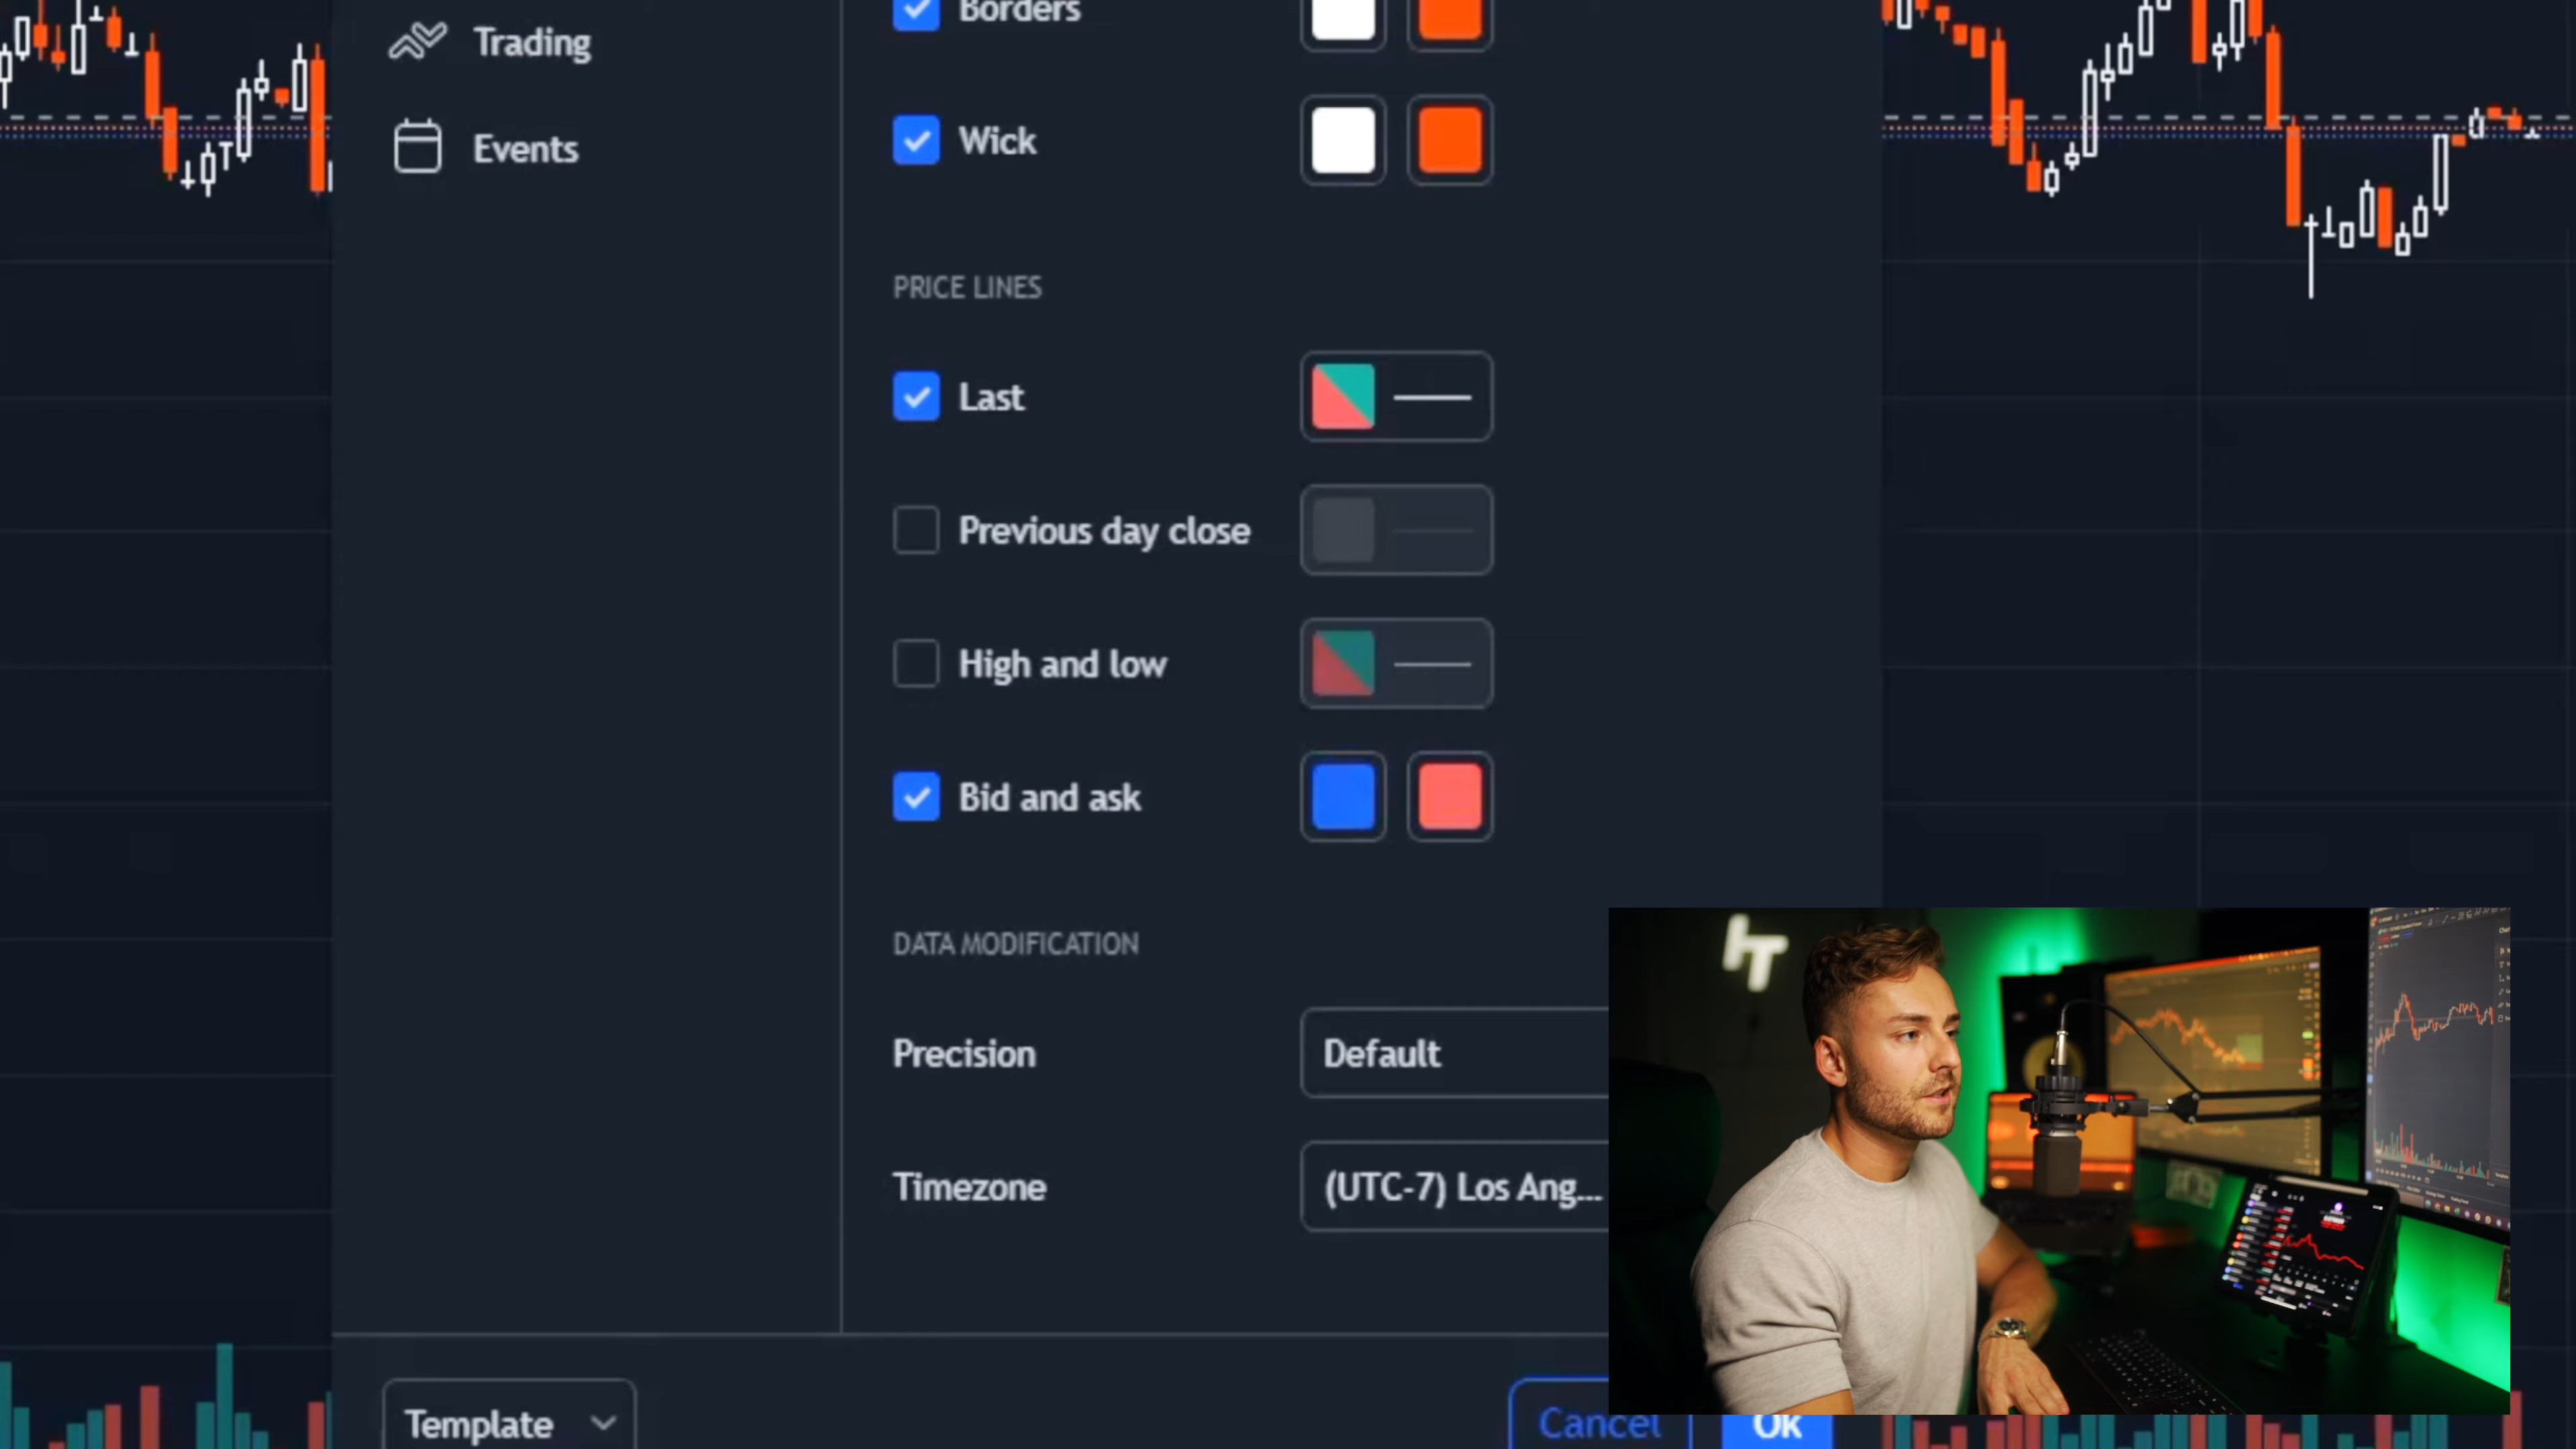 Borders
Trading
Wick
Events
PRICE LINES
Last
Previous day close
High and low
Bid and ask
DATA MODIFICATION
Precision
Default
Timezone
(UTC-7) Los Ang...
Template
Cancel
Ok